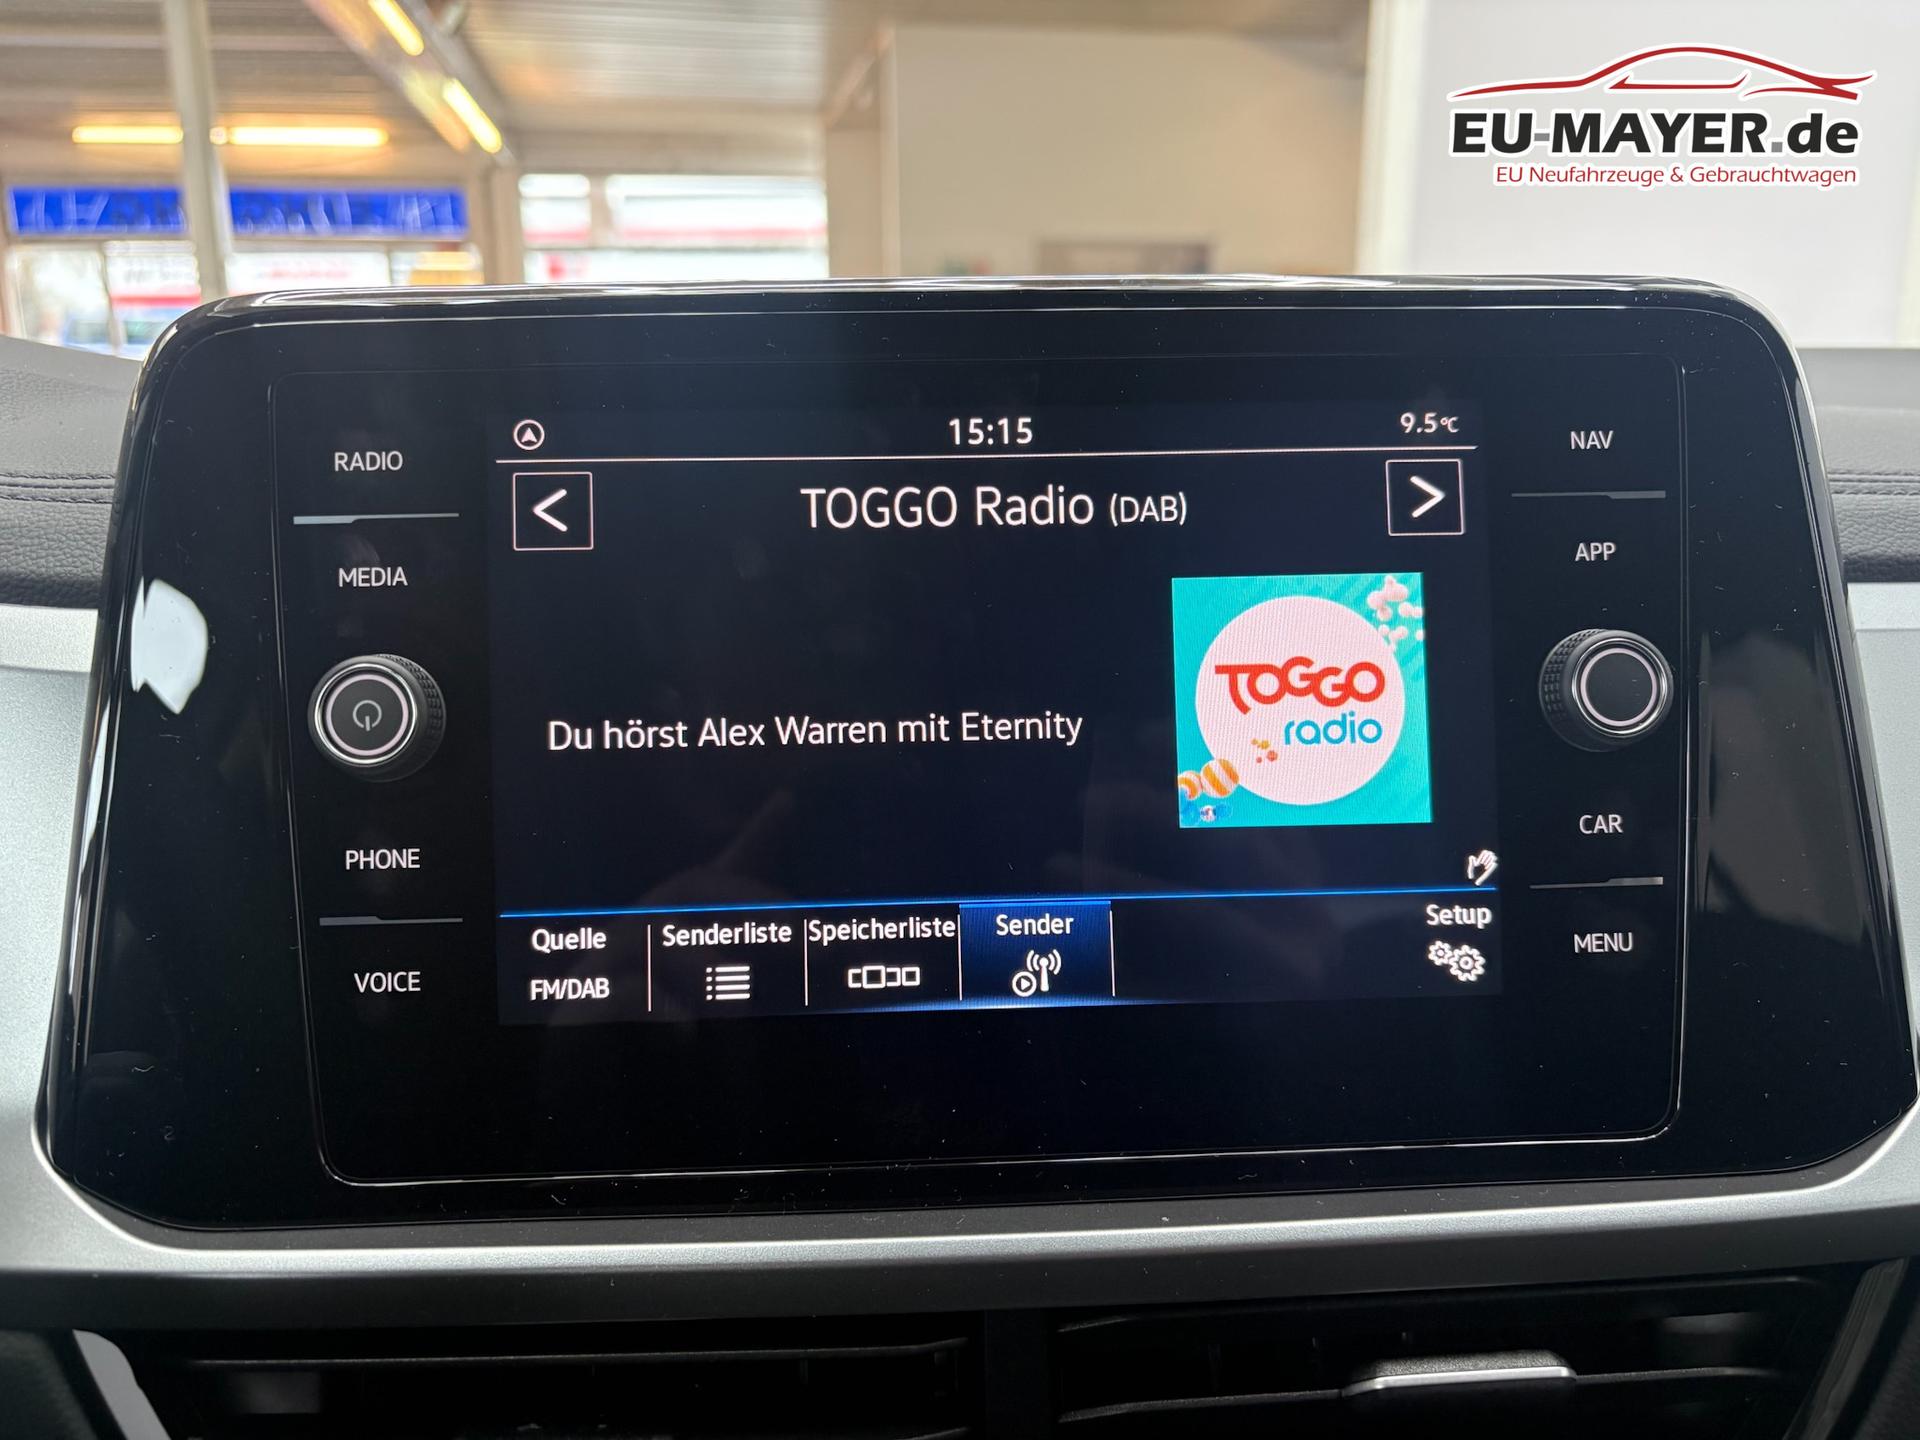 EU-MAYER.de
EU Neufahrzeuge & Gebrauchtwagen
15:15
9.5°C
RADIO
MEDIA
PHONE
VOICE
<
TOGGO Radio (DAB)
>
Du hörst Alex Warren mit Eternity
TOGGO
radio
Quelle
FM/DAB
Senderliste
Speicherliste
Sender
Setup
NAV
APP
CAR
MENU